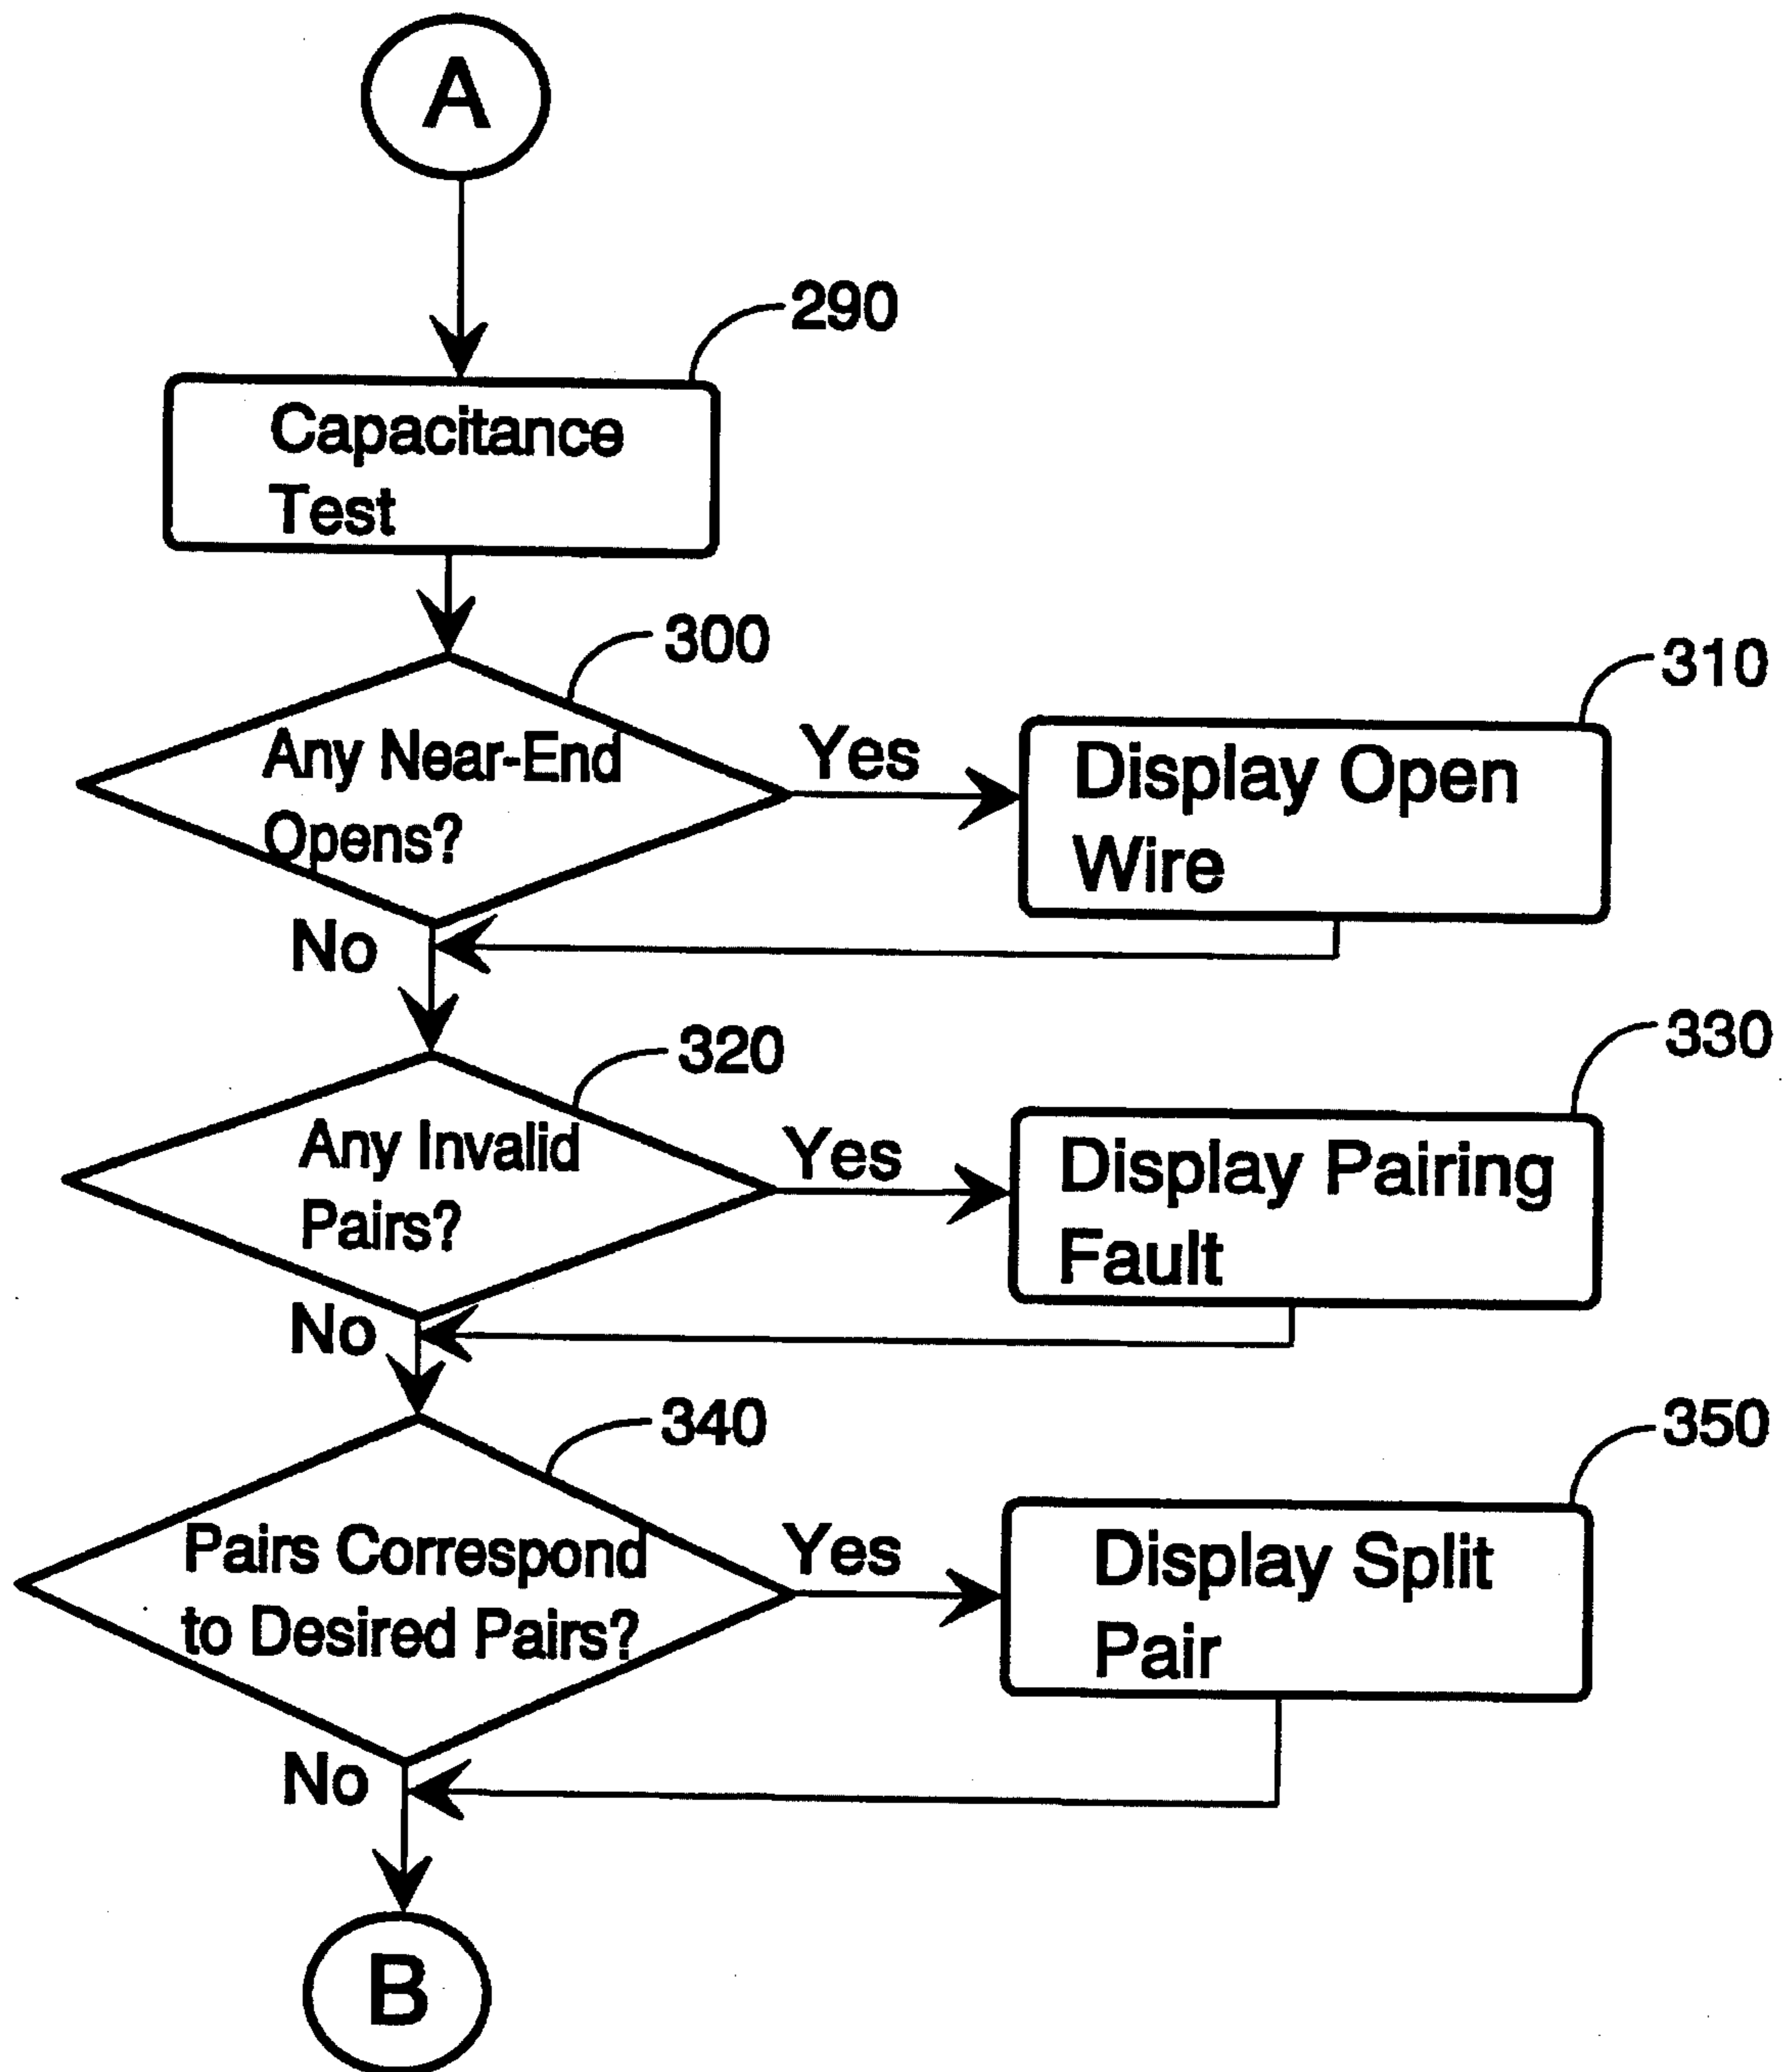 A
290
Capacitance
Test
300
Any Near-End
Opens?
Yes
310
Display Open
Wire
No
320
Any Invalid
Pairs?
Yes
330
Display Pairing
Fault
No
340
Pairs Correspond
to Desired Pairs?
Yes
350
Display Split
Pair
No
B